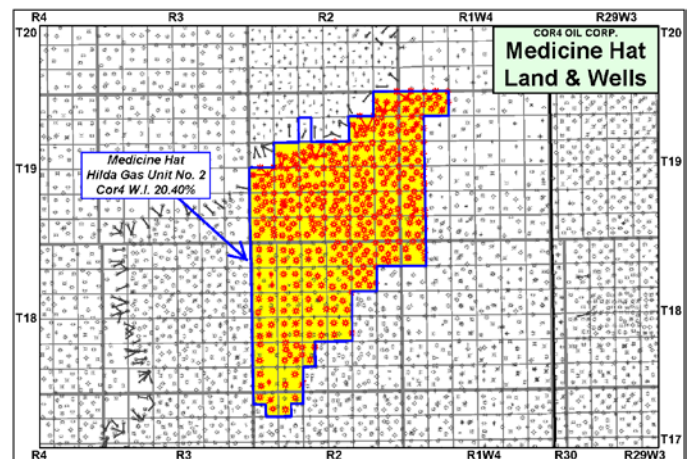 R4 R3 R2 R1W4 R29W3
T20 T20
COR4 OIL CORP.
Medicine Hat
Land & Wells
T19 T19
Medicine Hat
Hilda Gas Unit No. 2
Cor4 W.I. 20.40%
T18 T18
T17
R4 R3 R2 R1W4 R30 R29W3